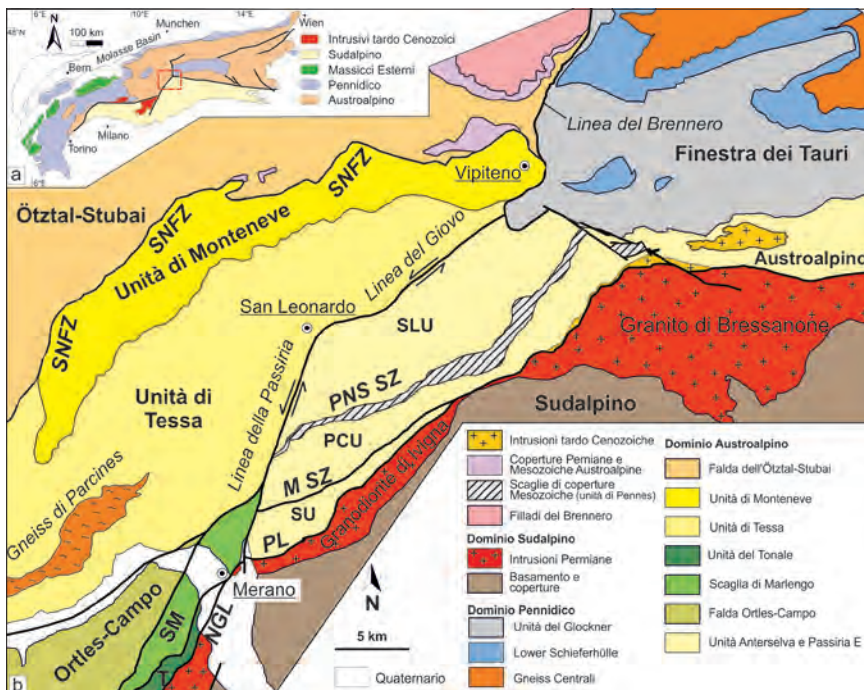 6°E
10°E
14°E
Munchen
Wien
48°N
100 km
Molasse Basin
Bern
Milano
Torino
6°E
a
Intrusivi tardo Cenozoici
Sudalpino
Massicci Esterni
Pennidico
Austroalpino
Linea del Brennero
Finestra dei Tauri
Vipiteno
SNFZ
SNFZ
SNFZ
Ötztal-Stubai
Unità di Monteneve
Linea del Giovo
Austroalpino
San Leonardo
SLU
Granito di Bressanone
Unità di
Tessa
Linea della Passiria
PNS SZ
PCU
Sudalpino
M SZ
SU
PL
Granodiorite di Ivigna
Gneiss di Parcines
Merano
Ortles-Campo
SM
NGL
T
N
5 km
b
Quaternario
Intrusioni tardo Cenozoiche
Coperture Permiane e
Mesozoiche Austroalpine
Scaglie di copertura
Mesozoiche (unità di Pennes)
Filladi del Brennero
Dominio Sudalpino
Intrusioni Permiane
Basamento e
coperture
Dominio Pennidico
Unità del Glockner
Lower Schieferhülle
Gneiss Centrali
Dominio Austroalpino
Falda dell'Ötztal-Stubai
Unità di Monteneve
Unità di Tessa
Unità del Tonale
Scaglia di Marlengo
Falda Ortles-Campo
Unità Anterselva e Passiria E